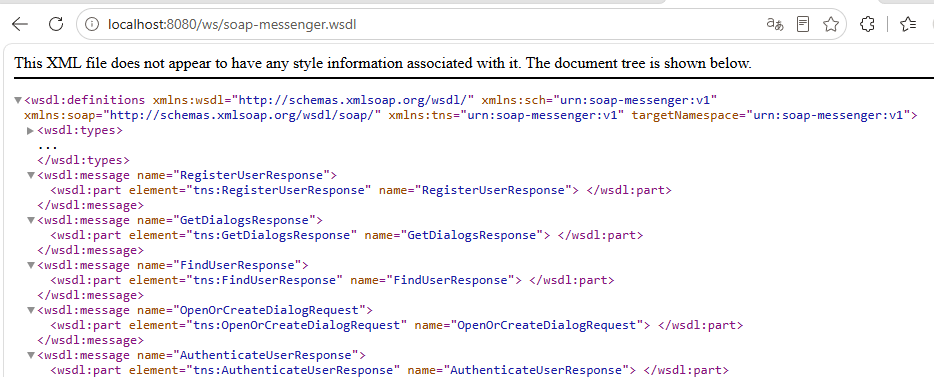 localhost:8080/ws/soap-messenger.wsdl
This XML file does not appear to have any style information associated with it. The document tree is shown below.
▼<wsdl:definitions xmlns:wsdl="http://schemas.xmlsoap.org/wsdl/" xmlns:sch="urn:soap-messenger:v1"
xmlns:soap="http://schemas.xmlsoap.org/wsdl/soap/" xmlns:tns="urn:soap-messenger:v1" targetNamespace="urn:soap-messenger:v1">
▶<wsdl:types>
...
</wsdl:types>
▼<wsdl:message name="RegisterUserResponse">
<wsdl:part element="tns:RegisterUserResponse" name="RegisterUserResponse"> </wsdl:part>
</wsdl:message>
▼<wsdl:message name="GetDialogsResponse">
<wsdl:part element="tns:GetDialogsResponse" name="GetDialogsResponse"> </wsdl:part>
</wsdl:message>
▼<wsdl:message name="FindUserResponse">
<wsdl:part element="tns:FindUserResponse" name="FindUserResponse"> </wsdl:part>
</wsdl:message>
▼<wsdl:message name="OpenOrCreateDialogRequest">
<wsdl:part element="tns:OpenOrCreateDialogRequest" name="OpenOrCreateDialogRequest"> </wsdl:part>
</wsdl:message>
▼<wsdl:message name="AuthenticateUserResponse">
<wsdl:part element="tns:AuthenticateUserResponse" name="AuthenticateUserResponse"> </wsdl:part>